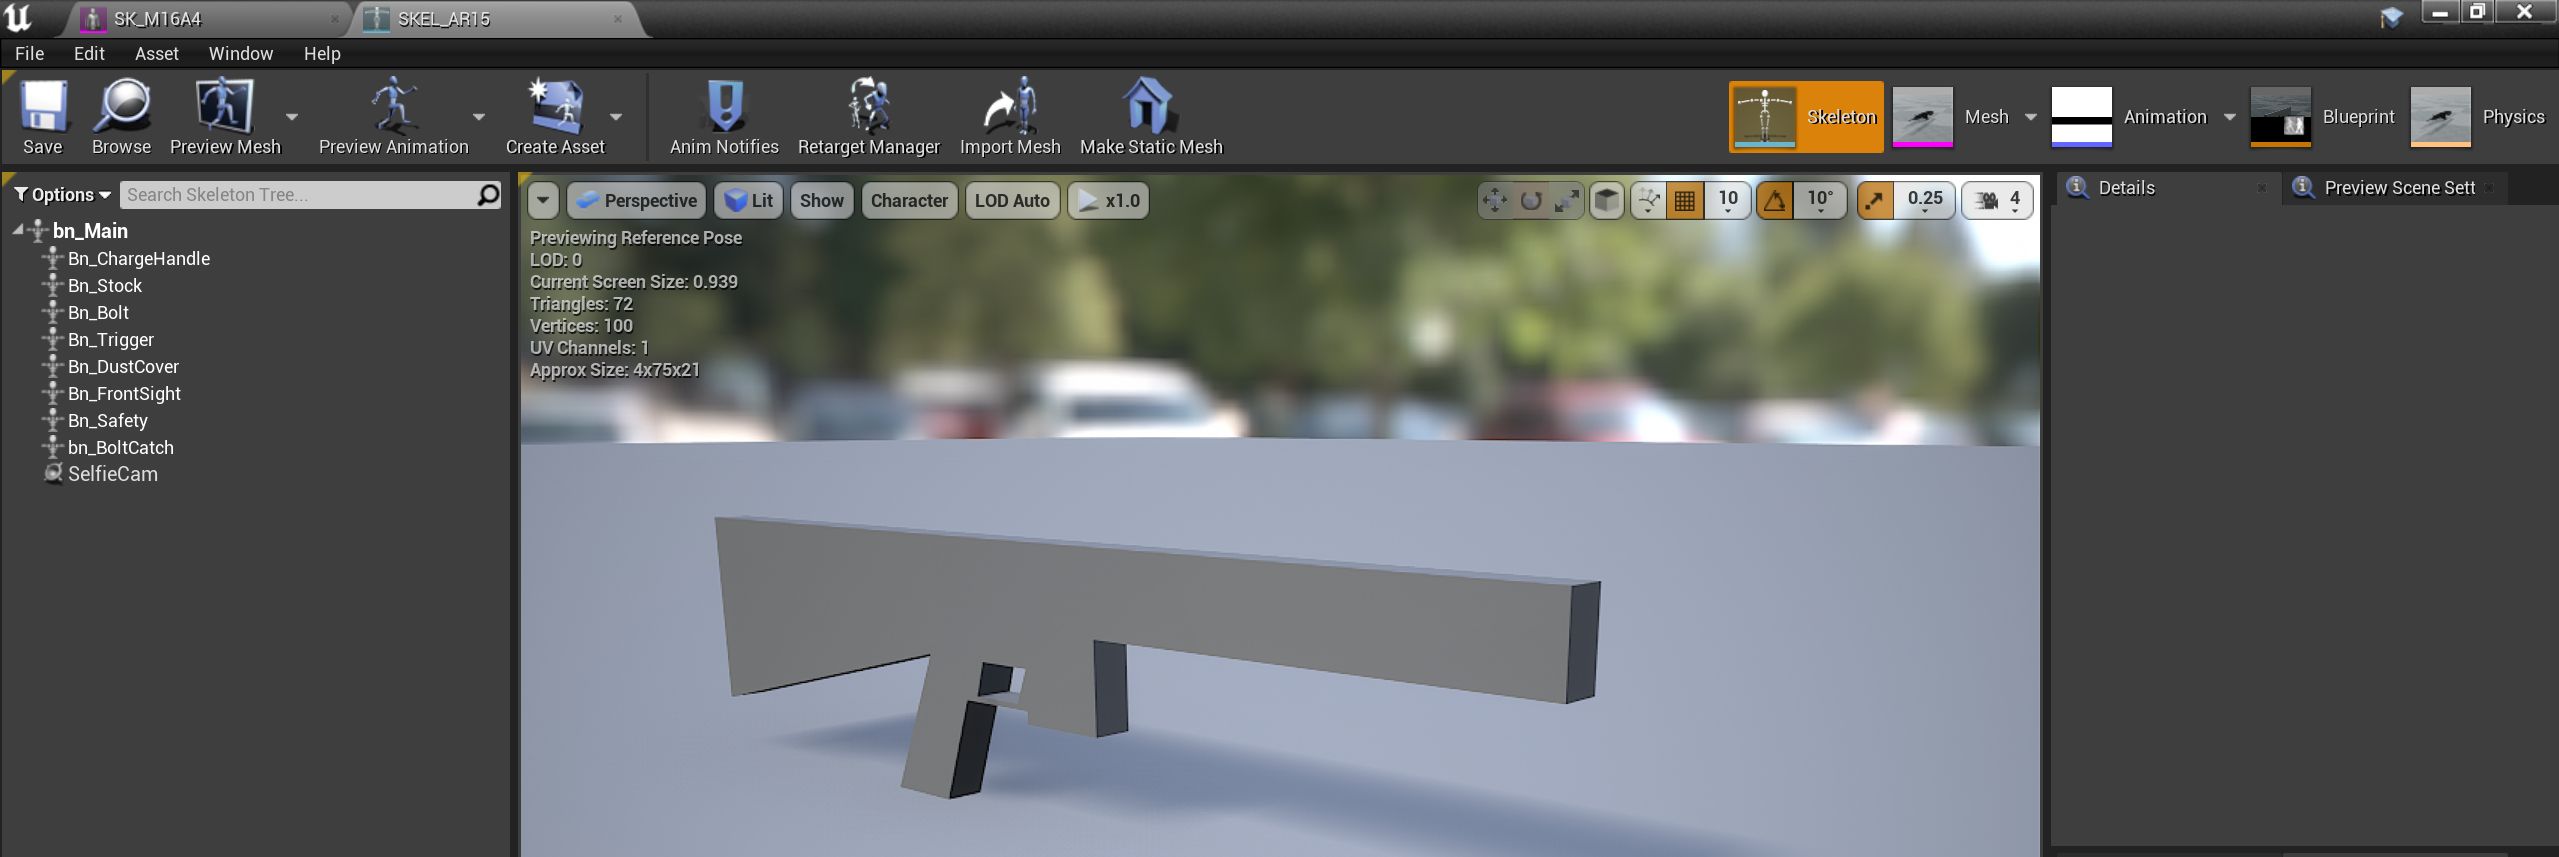 SK_M16A4
SKEL_AR15
File Edit Asset Window Help
Save
Browse
Preview Mesh
Preview Animation
Create Asset
Anim Notifies
Retarget Manager
Import Mesh
Make Static Mesh
Skeleton
Mesh
Animation
Blueprint
Physics
Options
Search Skeleton Tree...
bn_Main
Bn_ChargeHandle
Bn_Stock
Bn_Bolt
Bn_Trigger
Bn_DustCover
Bn_FrontSight
Bn_Safety
bn_BoltCatch
SelfieCam
Perspective
Lit
Show
Character
LOD Auto
x1.0
10
10°
0.25
4
Previewing Reference Pose
LOD: 0
Current Screen Size: 0.939
Triangles: 72
Vertices: 100
UV Channels: 1
Approx Size: 4x75x21
Details
Preview Scene Sett